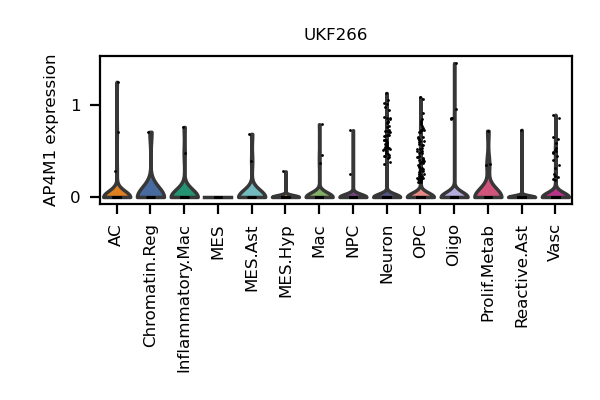 UKF266
AP4M1 expression
1
0
AC
Chromatin.Reg
Inflammatory.Mac
MES
MES.Ast
MES.Hyp
Mac
NPC
Neuron
OPC
Oligo
Prolif.Metab
Reactive.Ast
Vasc